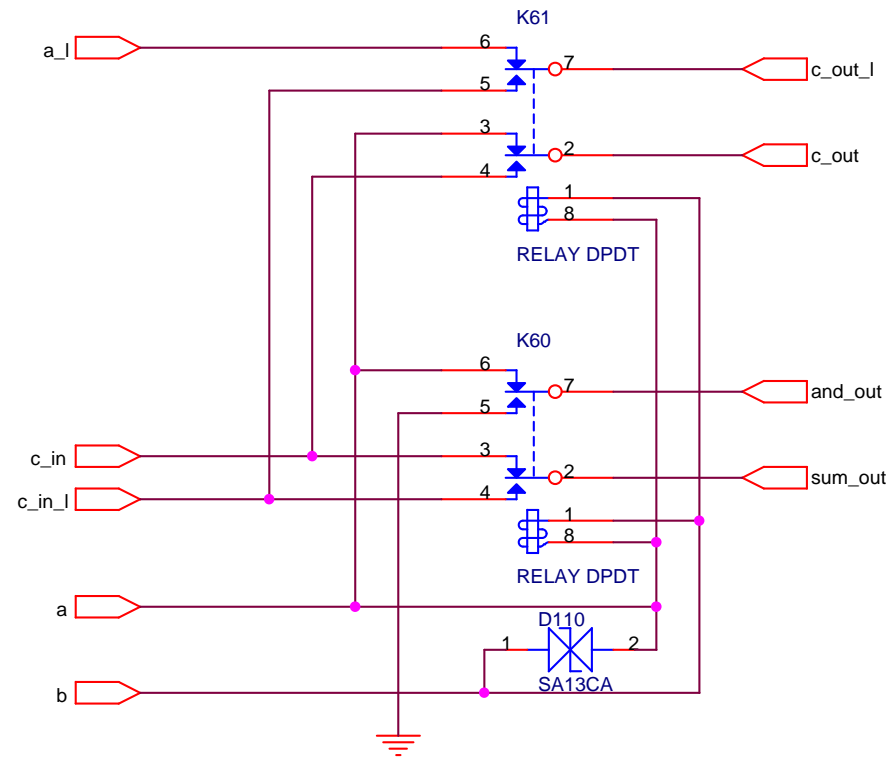 K61
a_l
6
7
c_out_l
5
3
2
c_out
4
1
8
RELAY DPDT
K60
6
7
and_out
5
c_in
3
2
sum_out
c_in_l
4
1
8
RELAY DPDT
a
D110
1
2
SA13CA
b